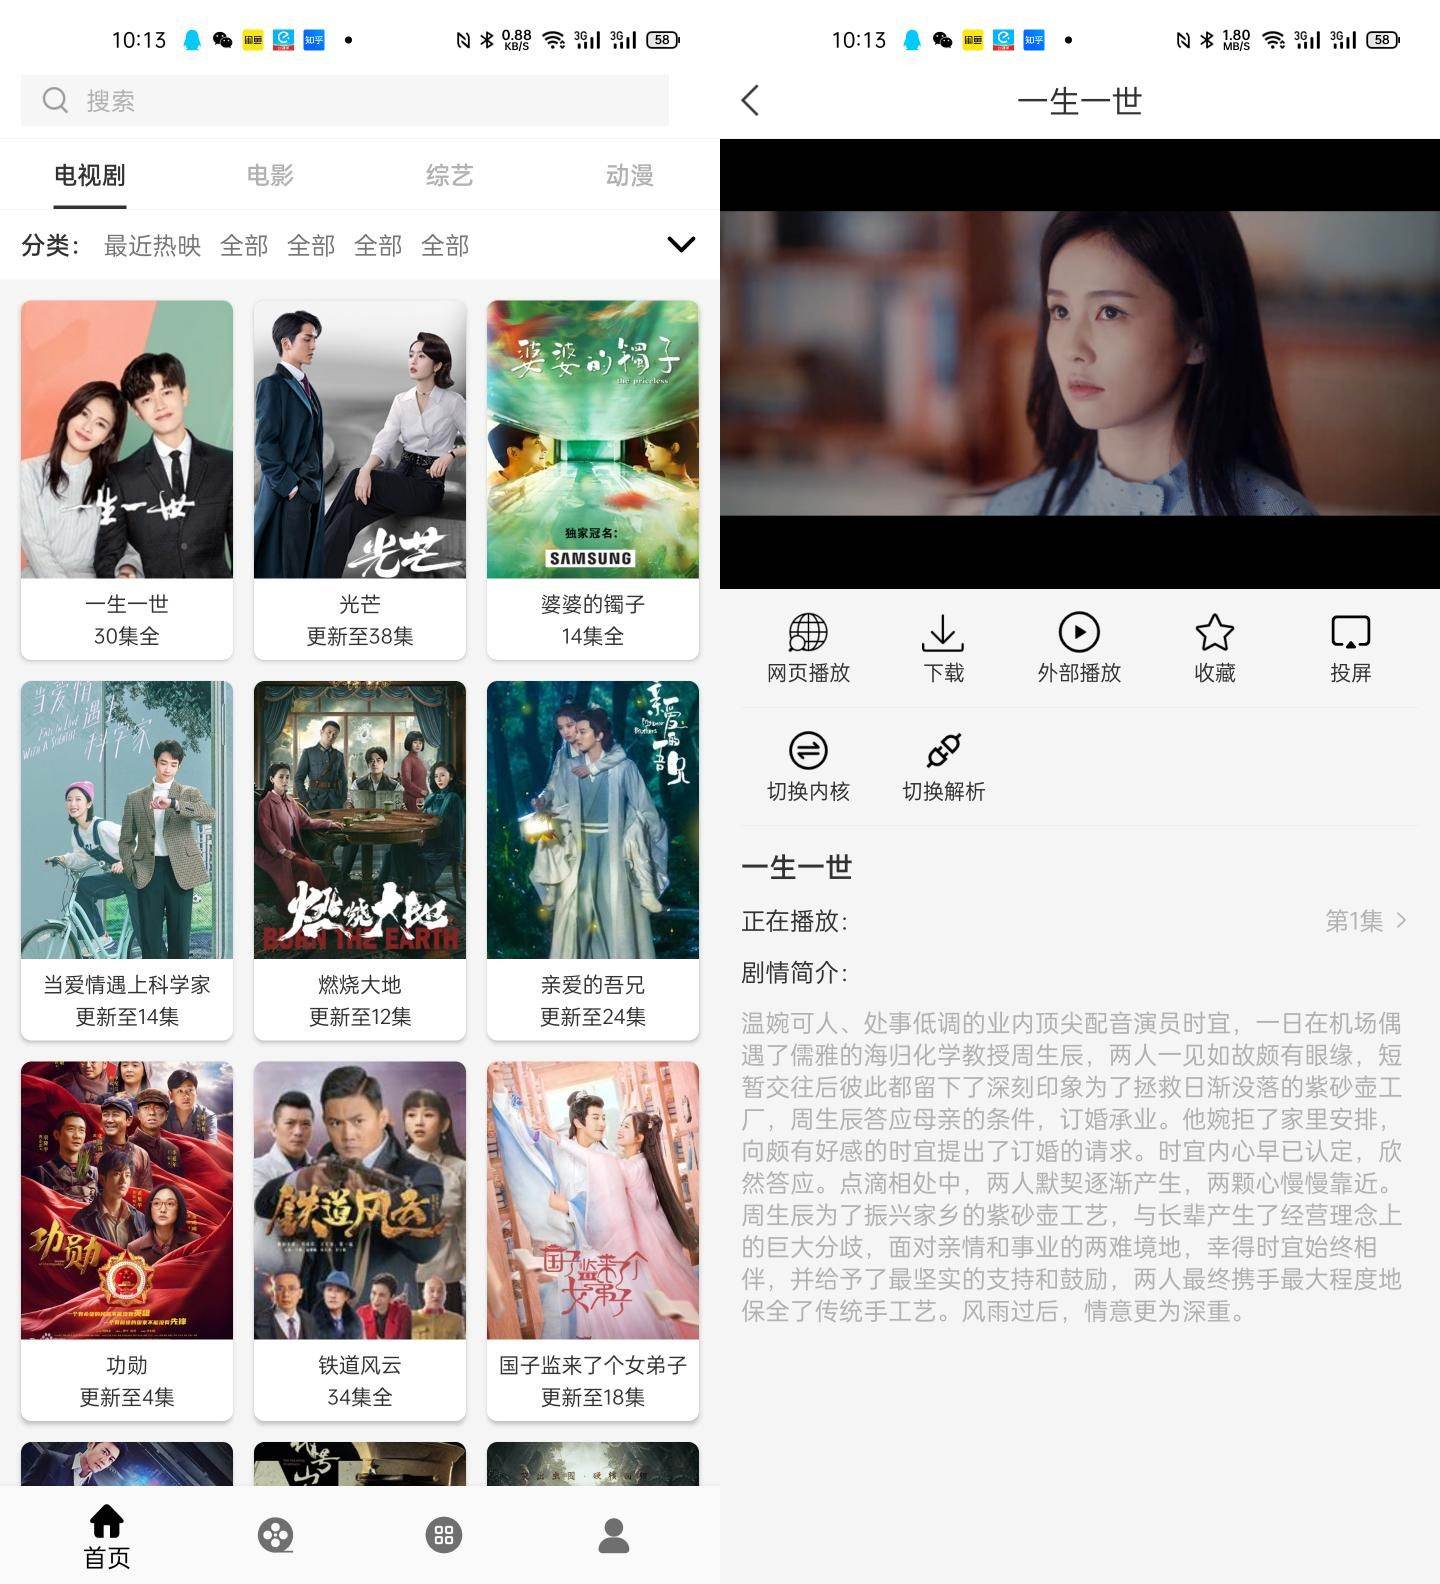 10:13
闲鱼
知乎
0.88
KB/S
3G
3G
58
搜索
电视剧
电影
综艺
动漫
分类：
最近热映
全部
全部
全部
全部
一生一世
光芒
婆婆的镯子
the priceless
独家冠名：
SAMSUNG
一生一世
30集全
光芒
更新至38集
婆婆的镯子
14集全
当爱情遇上科学家
Fall in Love
With A Scientist
燃烧大地
BURN THE EARTH
亲爱的吾兄
My Dear
Brothers
当爱情遇上科学家
更新至14集
燃烧大地
更新至12集
亲爱的吾兄
更新至24集
功勋
铁道风云
国子监来了个女弟子
功勋
更新至4集
铁道风云
34集全
国子监来了个女弟子
更新至18集
首页
10:13
闲鱼
知乎
1.80
MB/S
3G
3G
58
一生一世
网页播放
下载
外部播放
收藏
投屏
切换内核
切换解析
一生一世
正在播放：
第1集
剧情简介：
温婉可人、处事低调的业内顶尖配音演员时宜，一日在机场偶
遇了儒雅的海归化学教授周生辰，两人一见如故颇有眼缘，短
暂交往后彼此都留下了深刻印象为了拯救日渐没落的紫砂壶工
厂，周生辰答应母亲的条件，订婚承业。他婉拒了家里安排，
向颇有好感的时宜提出了订婚的请求。时宜内心早已认定，欣
然答应。点滴相处中，两人默契逐渐产生，两颗心慢慢靠近。
周生辰为了振兴家乡的紫砂壶工艺，与长辈产生了经营理念上
的巨大分歧，面对亲情和事业的两难境地，幸得时宜始终相
伴，并给予了最坚实的支持和鼓励，两人最终携手最大程度地
保全了传统手工艺。风雨过后，情意更为深重。